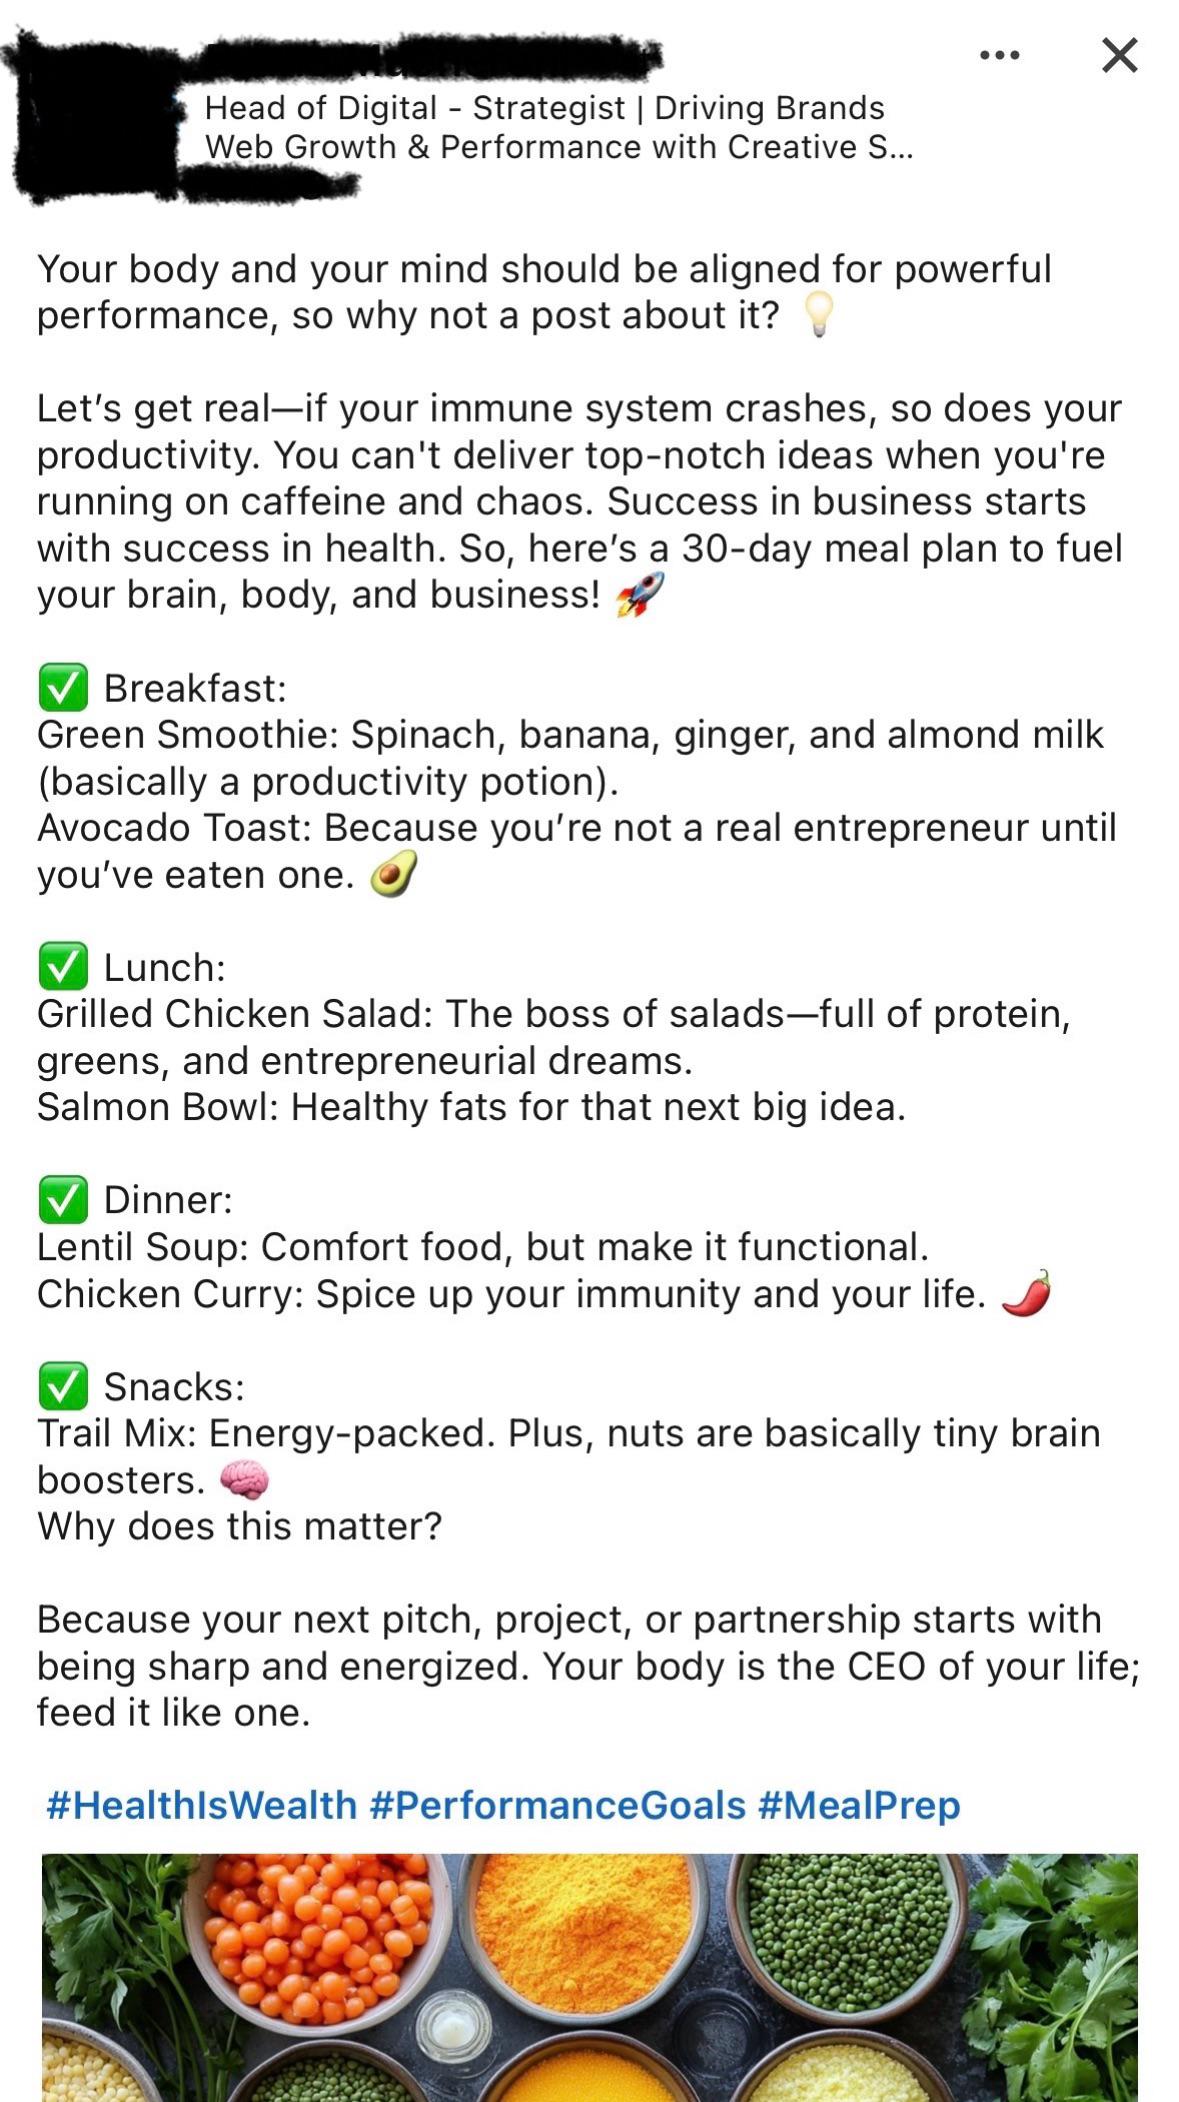 Head of Digital - Strategist | Driving Brands
Web Growth & Performance with Creative S...
Your body and your mind should be aligned for powerful
performance, so why not a post about it? 💡
Let’s get real—if your immune system crashes, so does your
productivity. You can't deliver top-notch ideas when you're
running on caffeine and chaos. Success in business starts
with success in health. So, here’s a 30-day meal plan to fuel
your brain, body, and business! 🚀
✅ Breakfast:
Green Smoothie: Spinach, banana, ginger, and almond milk
(basically a productivity potion).
Avocado Toast: Because you’re not a real entrepreneur until
you’ve eaten one. 🥑
✅ Lunch:
Grilled Chicken Salad: The boss of salads—full of protein,
greens, and entrepreneurial dreams.
Salmon Bowl: Healthy fats for that next big idea.
✅ Dinner:
Lentil Soup: Comfort food, but make it functional.
Chicken Curry: Spice up your immunity and your life. 🌶️
✅ Snacks:
Trail Mix: Energy-packed. Plus, nuts are basically tiny brain
boosters. 🧠
Why does this matter?
Because your next pitch, project, or partnership starts with
being sharp and energized. Your body is the CEO of your life;
feed it like one.
#HealthIsWealth #PerformanceGoals #MealPrep